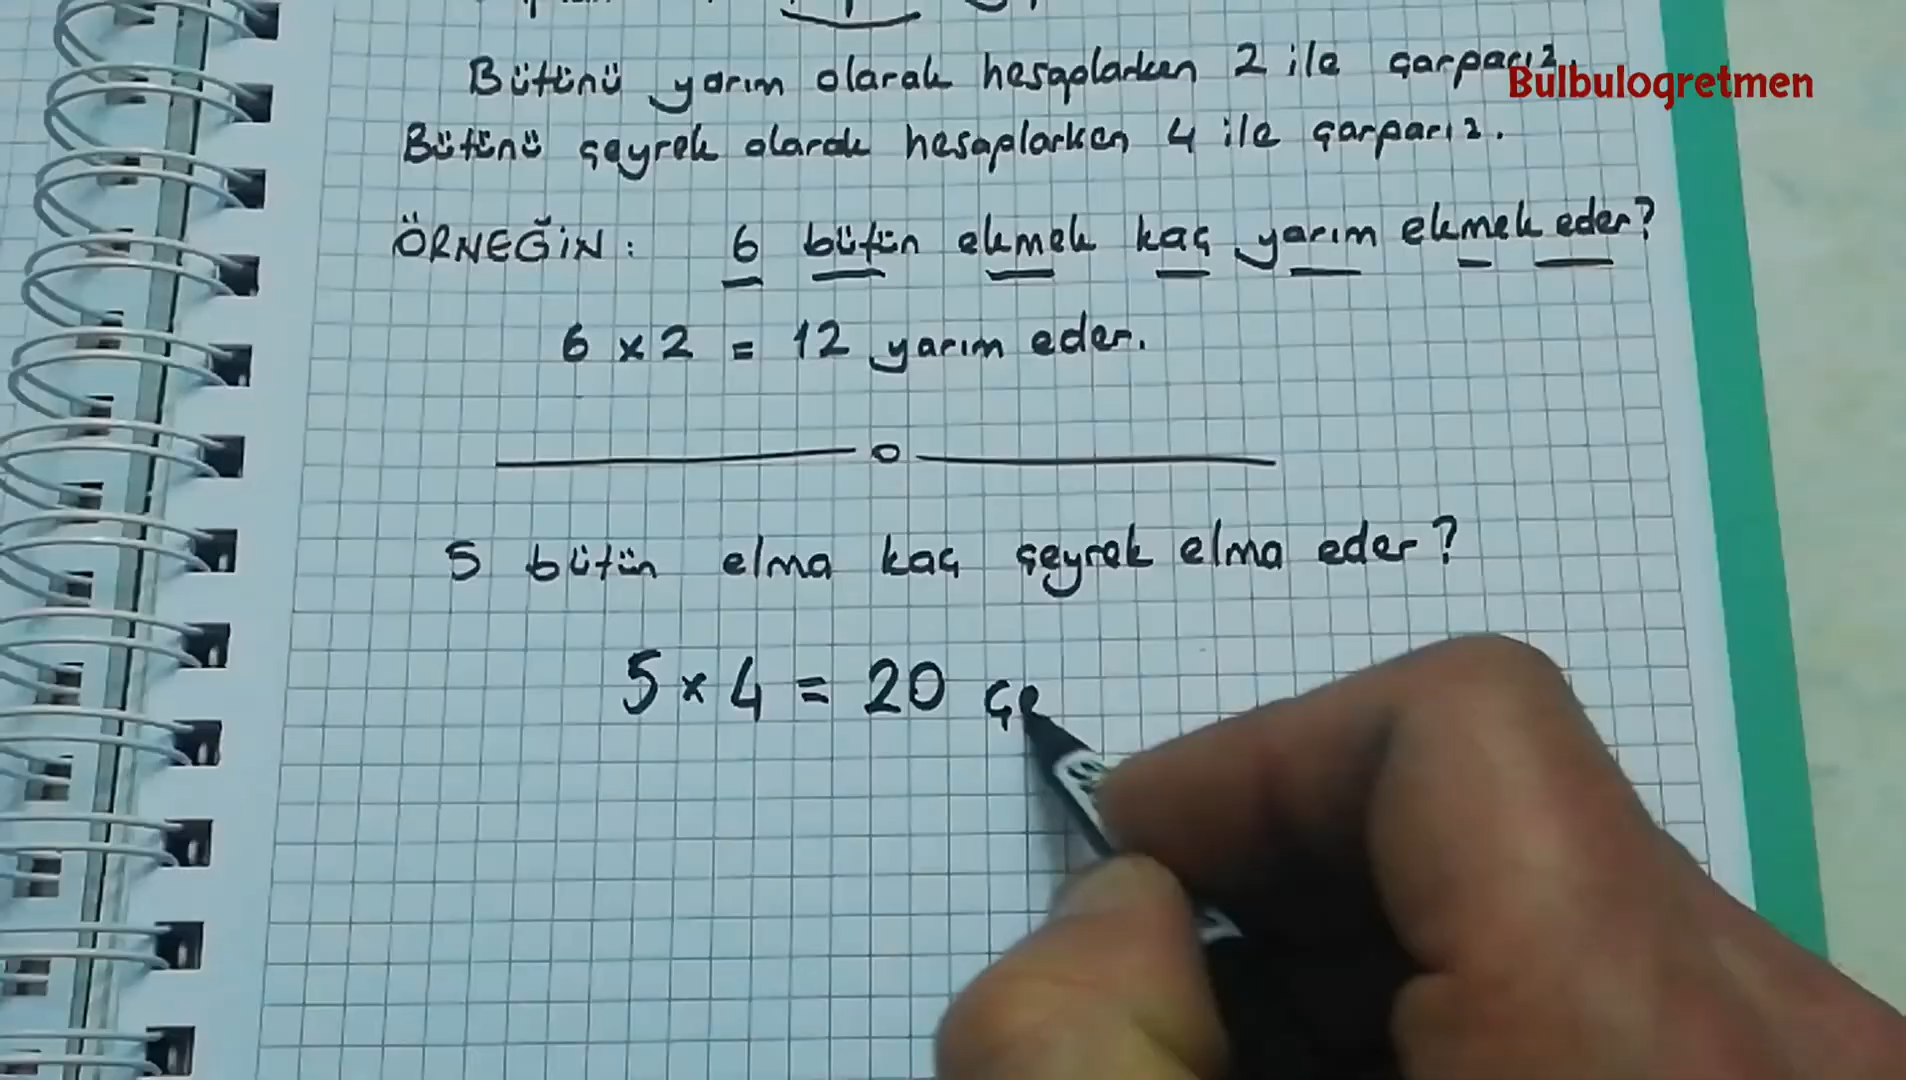 Bütünü yarım olarak hesaplarken 2 ile çarparız.
Bulbulogretmen
Bütünü çeyrek olarak hesaplarken 4 ile çarparız.
ÖRNEĞİN: 6 bütün ekmek kaç yarım ekmek eder?
6 x 2 = 12 yarım eder.
5 bütün elma kaç çeyrek elma eder?
5 x 4 = 20 çe